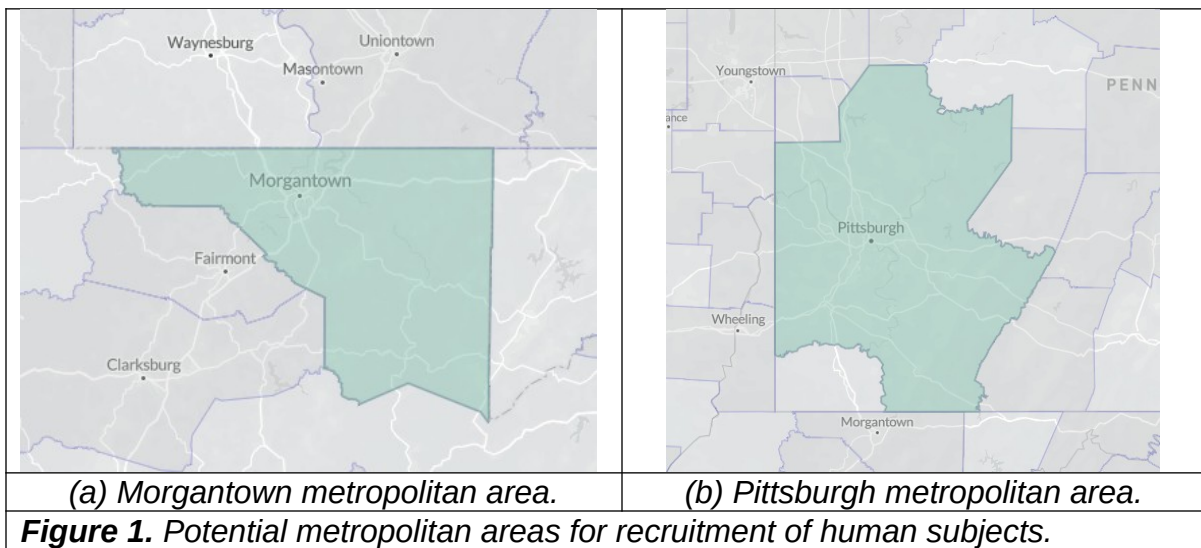 Waynesburg
Uniontown
Masontown
Morgantown
Fairmont
Clarksburg
Youngstown
PENN
ance
Pittsburgh
Wheeling
Morgantown
(a) Morgantown metropolitan area.
(b) Pittsburgh metropolitan area.
Figure 1. Potential metropolitan areas for recruitment of human subjects.